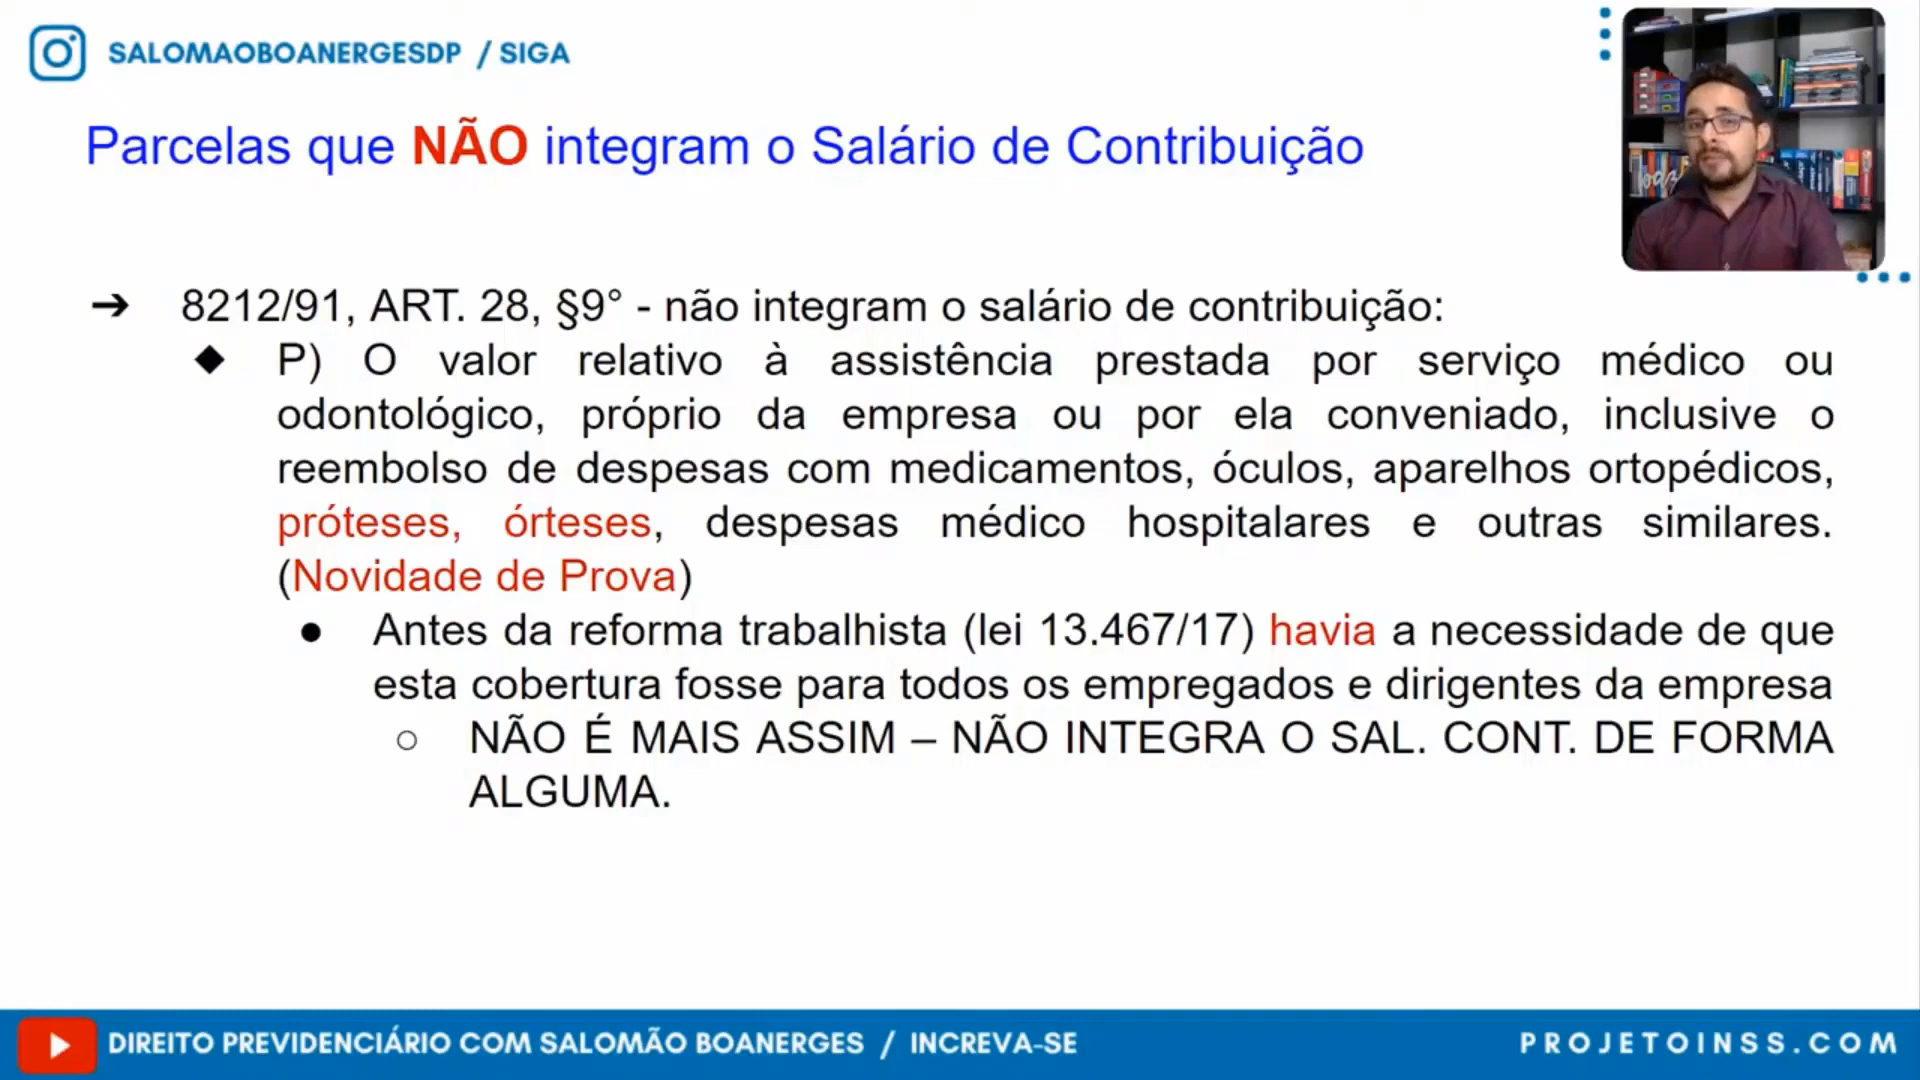 SALOMAOBOANERGESDP / SIGA
Parcelas que NÃO integram o Salário de Contribuição
➔ 8212/91, ART. 28, §9° - não integram o salário de contribuição:
◆ P) O valor relativo à assistência prestada por serviço médico ou
odontológico, próprio da empresa ou por ela conveniado, inclusive o
reembolso de despesas com medicamentos, óculos, aparelhos ortopédicos,
próteses, órteses, despesas médico hospitalares e outras similares.
(Novidade de Prova)
● Antes da reforma trabalhista (lei 13.467/17) havia a necessidade de que
esta cobertura fosse para todos os empregados e dirigentes da empresa
○ NÃO É MAIS ASSIM – NÃO INTEGRA O SAL. CONT. DE FORMA
ALGUMA.
DIREITO PREVIDENCIÁRIO COM SALOMÃO BOANERGES / INCREVA-SE
PROJETOINSS.COM